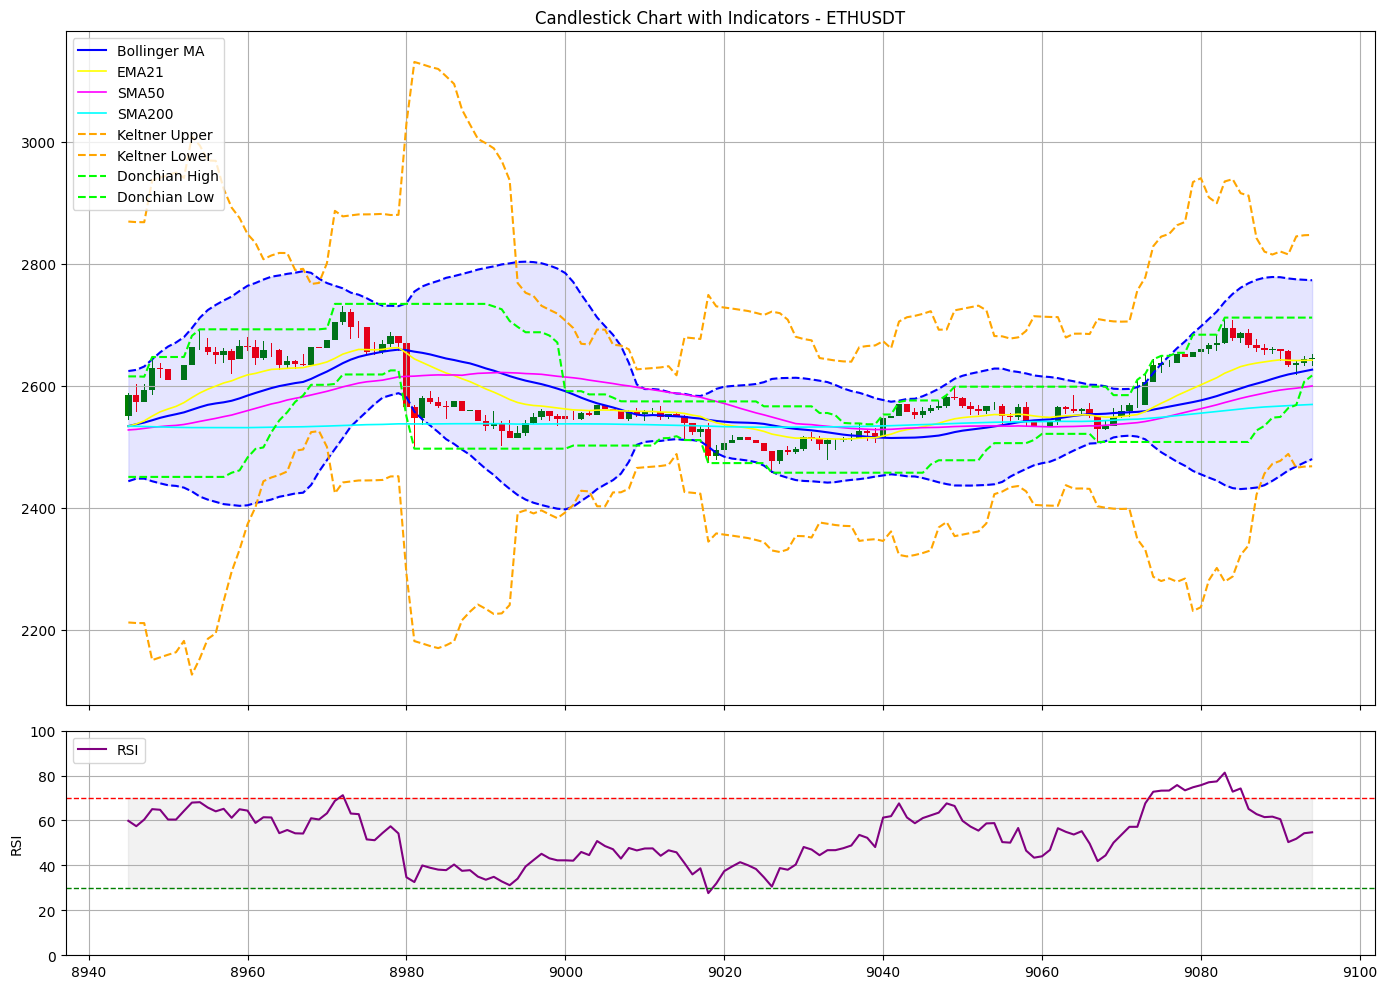 Candlestick Chart with Indicators - ETHUSDT
Bollinger MA
EMA21
SMA50
SMA200
Keltner Upper
Keltner Lower
Donchian High
Donchian Low
3000
2800
2600
2400
2200
RSI
100
80
60
40
20
0
RSI
8940 8960 8980 9000 9020 9040 9060 9080 9100